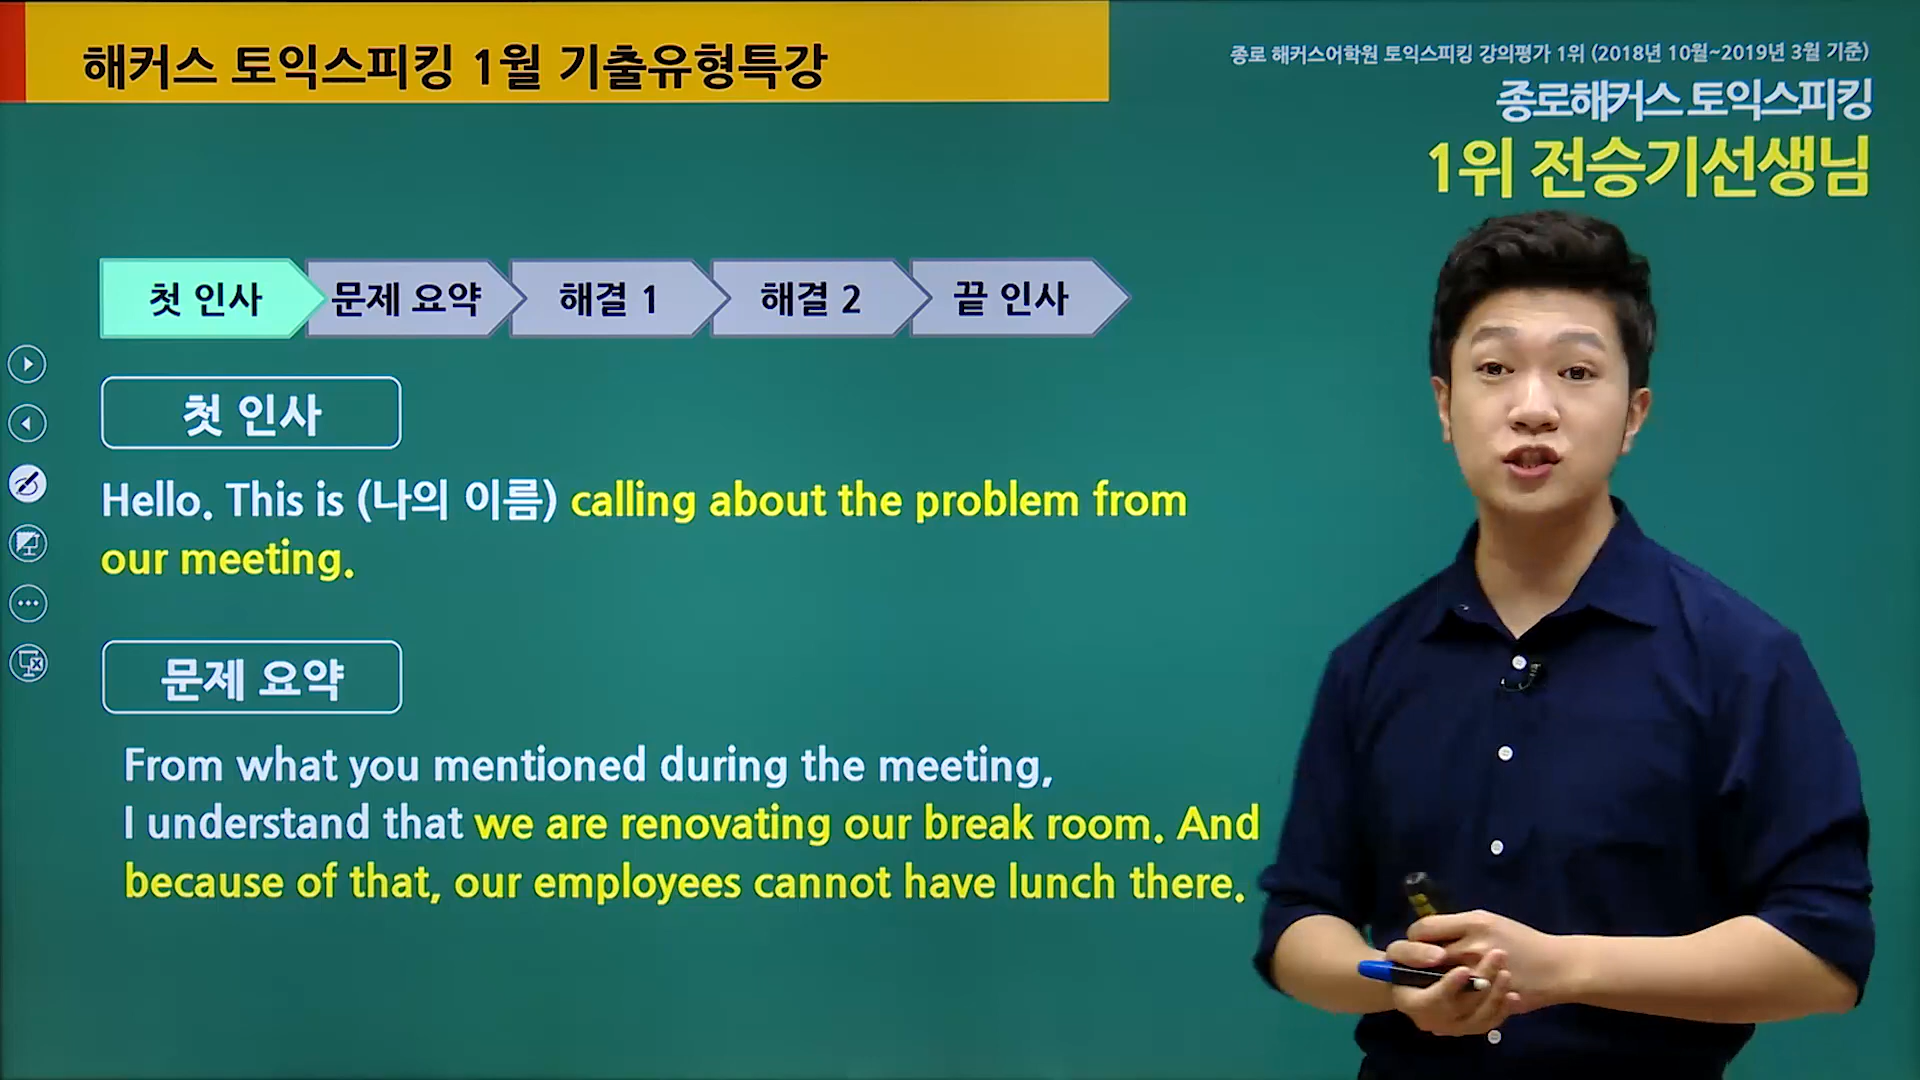 해커스 토익스피킹 1월 기출유형특강
종로 해커스어학원 토익스피킹 강의평가 1위 (2018년 10월~2019년 3월 기준)
종로해커스 토익스피킹
1위 전승기선생님
첫 인사
문제 요약
해결 1
해결 2
끝 인사
첫 인사
Hello. This is (나의 이름) calling about the problem from
our meeting.
문제 요약
From what you mentioned during the meeting,
I understand that we are renovating our break room. And
because of that, our employees cannot have lunch there.